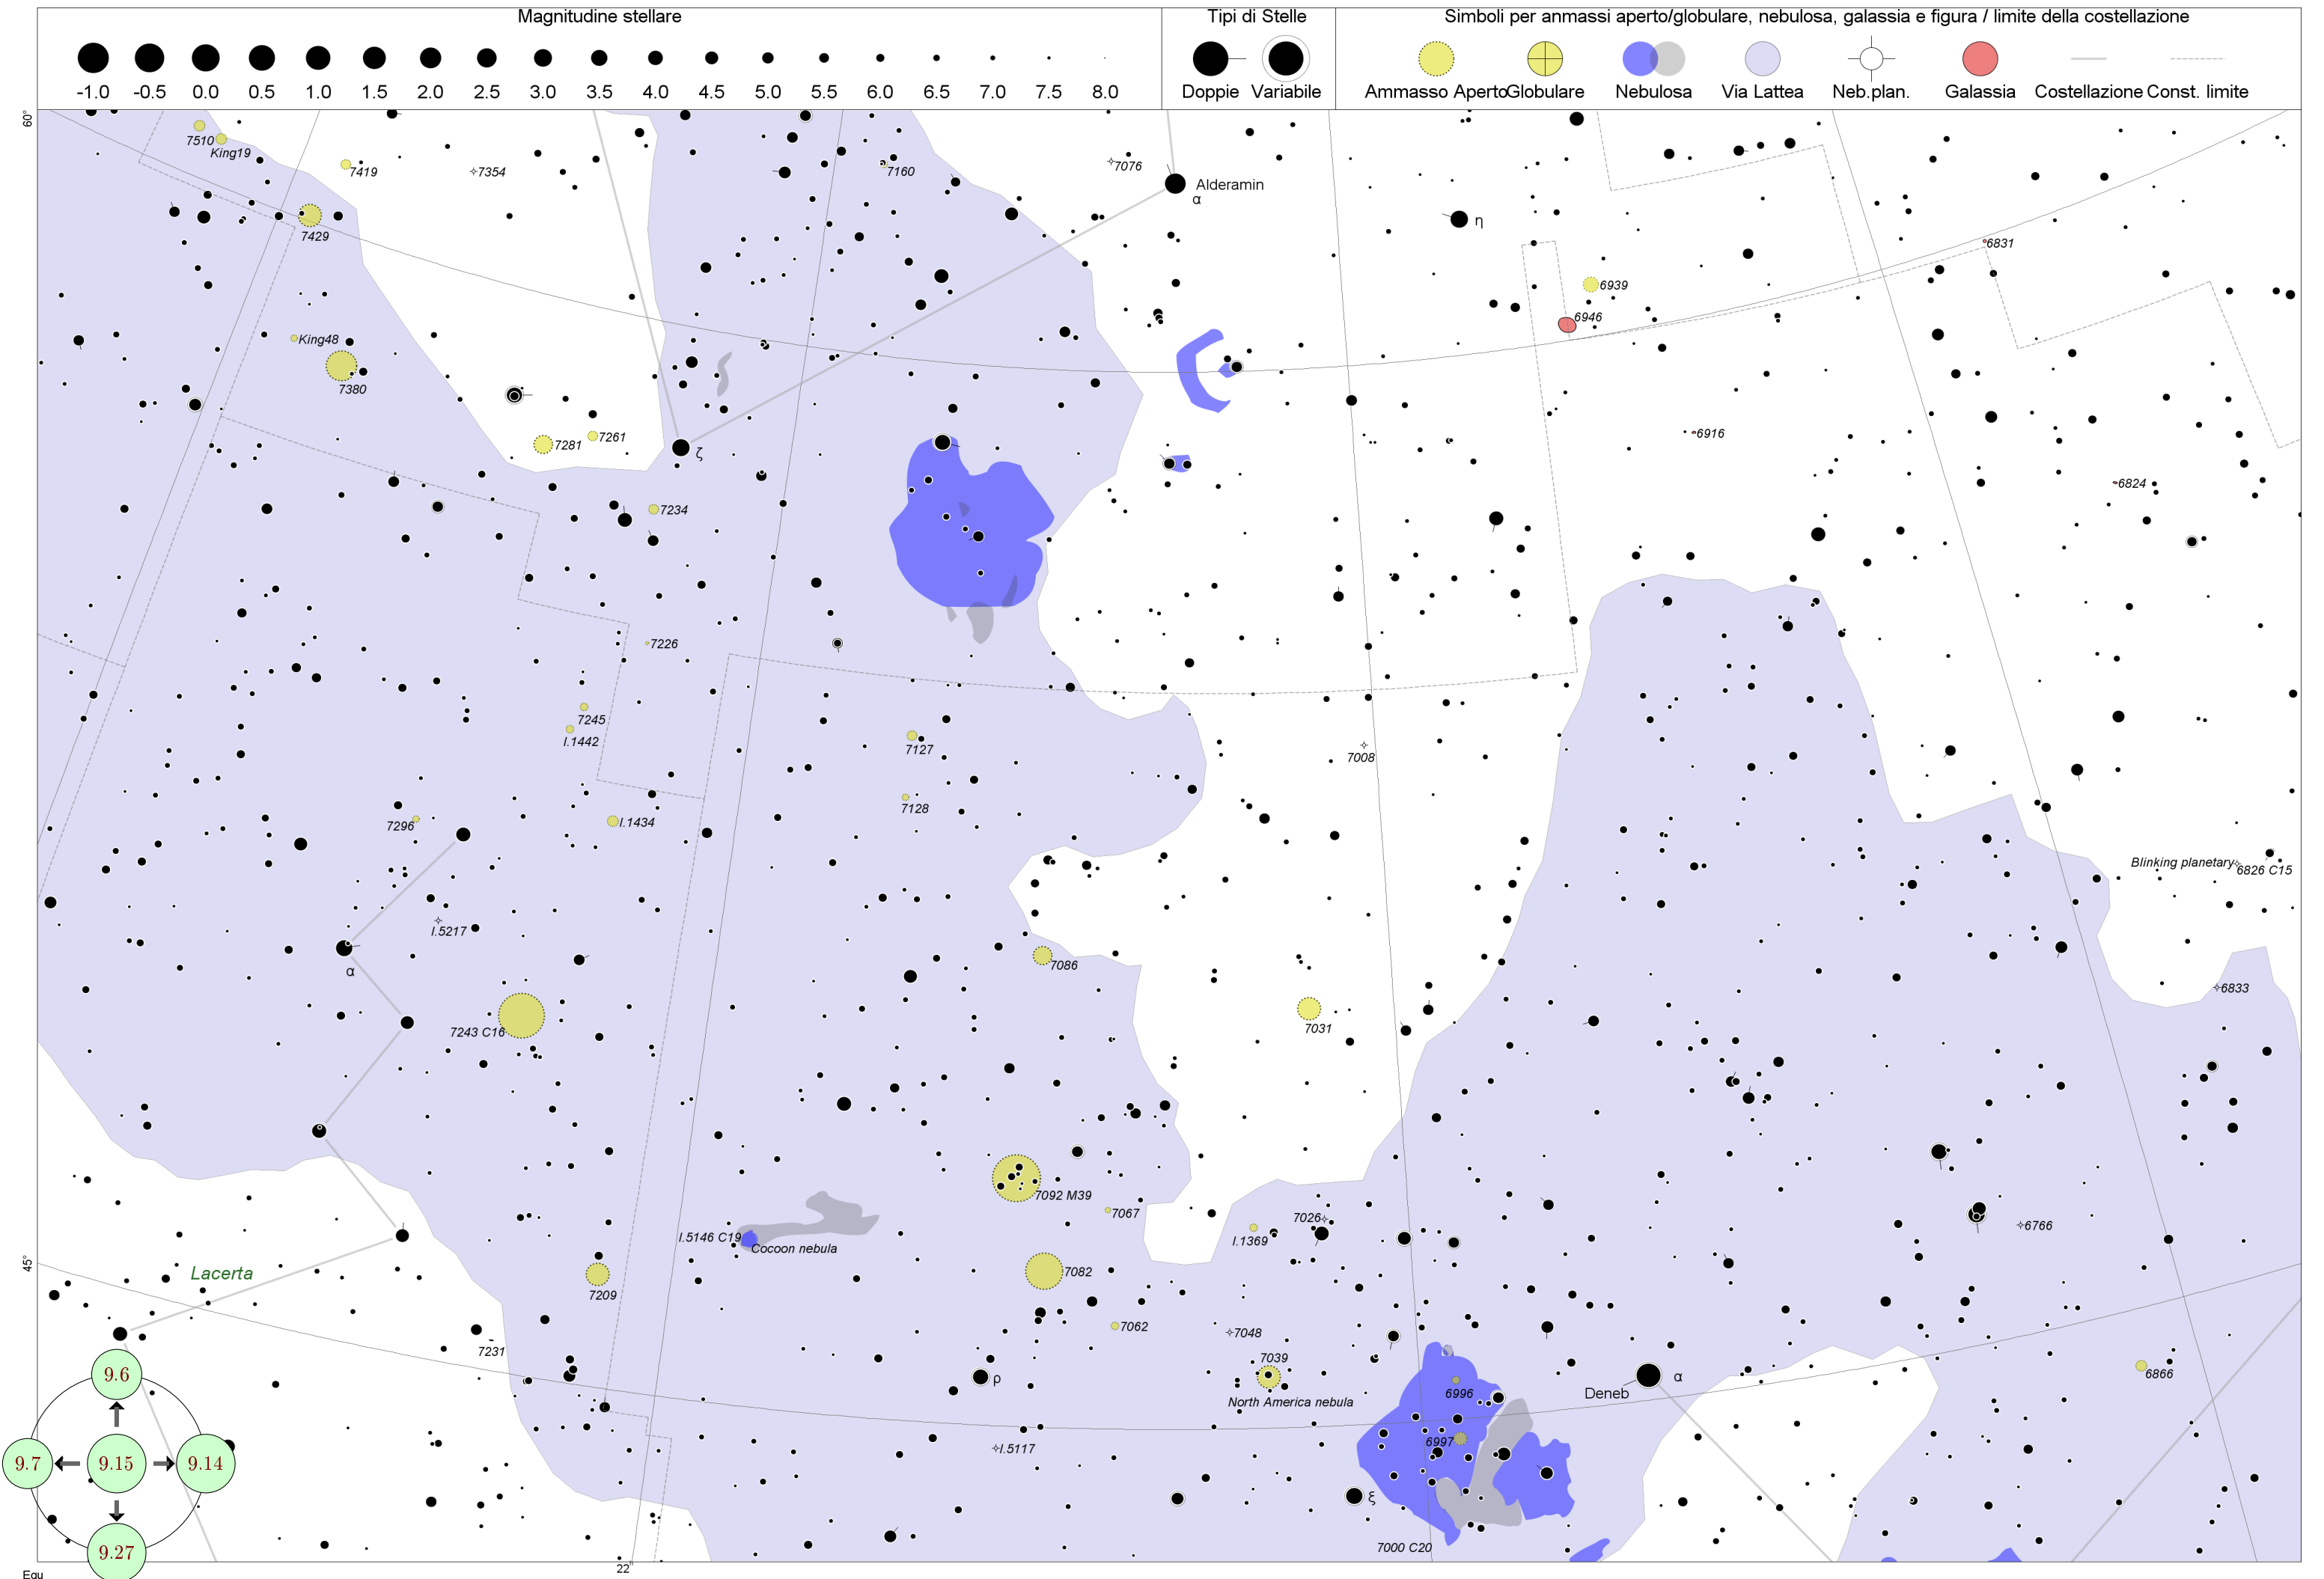 Magnitudine stellare
Tipi di Stelle
Simboli per anmassi aperto/globulare, nebulosa, galassia e figura / limite della costellazione
-1.0 -0.5 0.0 0.5 1.0 1.5 2.0 2.5 3.0 3.5 4.0 4.5 5.0 5.5 6.0 6.5 7.0 7.5 8.0
Doppie Variabile
Ammasso Aperto Globulare Nebulosa Via Lattea Neb.plan. Galassia Costellazione Const. limite
60°
7510
King19
7419
7354
7160
7076
Alderamin
α
η
7429
6831
6939
6946
King48
7380
7281
7261
ζ
6916
6824
7234
7226
7245
I.1442
7127
7008
7128
7296
I.1434
Blinking planetary
6826 C15
I.5217
α
7086
6833
7243 C16
7031
7092 M39
7067
7026
I.1369
6766
I.5146 C19
Cocoon nebula
45°
Lacerta
7209
7082
7062
7048
7231
7039
North America nebula
ρ
6996
Deneb
α
6866
6997
I.5117
ξ
7000 C20
9.6
9.7
9.15
9.14
9.27
22h
Equ